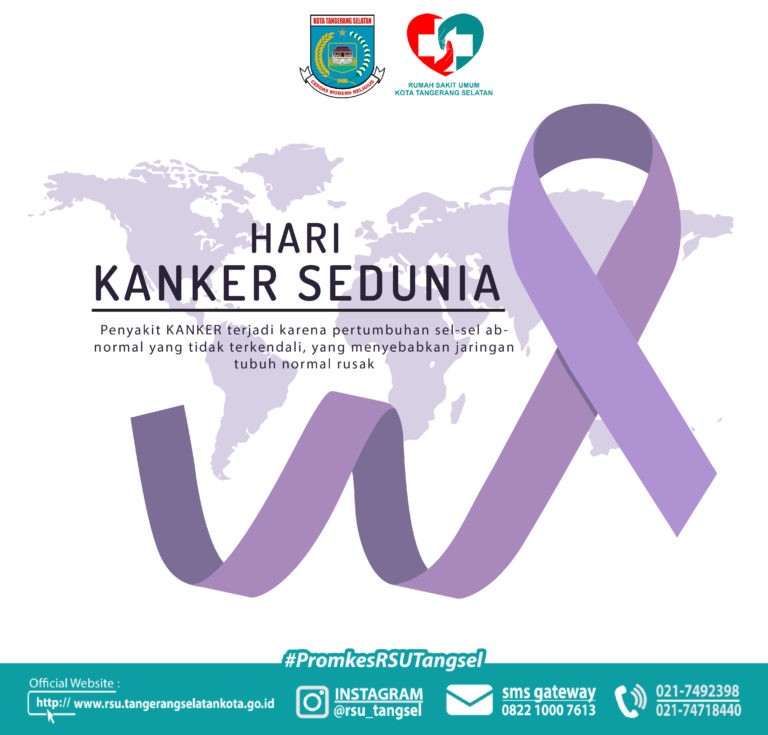 KOTA TANGERANG SELATAN
CERDAS MODERN RELIGIUS
RUMAH SAKIT UMUM
KOTA TANGERANG SELATAN
HARI
KANKER SEDUNIA
Penyakit KANKER terjadi karena pertumbuhan sel-sel ab-
normal yang tidak terkendali, yang menyebabkan jaringan
tubuh normal rusak
#PromkesRSUTangsel
Official Website :
http:// www.rsu.tangerangselatankota.go.id
INSTAGRAM
@rsu_tangsel
sms gateway
0822 1000 7613
021-7492398
021-74718440